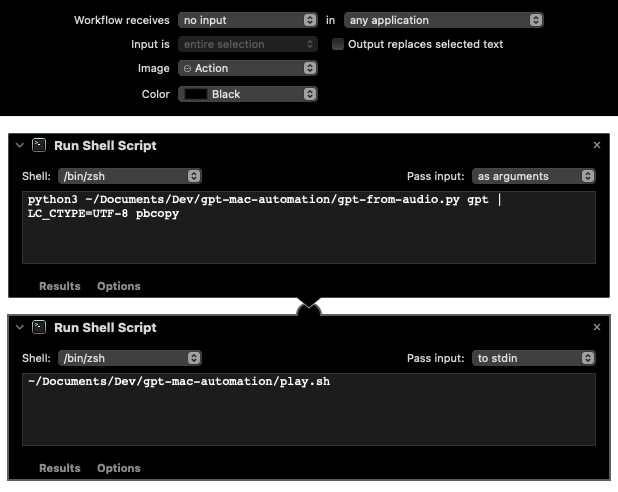 Workflow receives no input in any application
Input is entire selection Output replaces selected text
Image Action
Color Black
Run Shell Script
Shell: /bin/zsh Pass input: as arguments
python3 ~/Documents/Dev/gpt-mac-automation/gpt-from-audio.py gpt |
LC_CTYPE=UTF-8 pbcopy
Results Options
Run Shell Script
Shell: /bin/zsh Pass input: to stdin
~/Documents/Dev/gpt-mac-automation/play.sh
Results Options